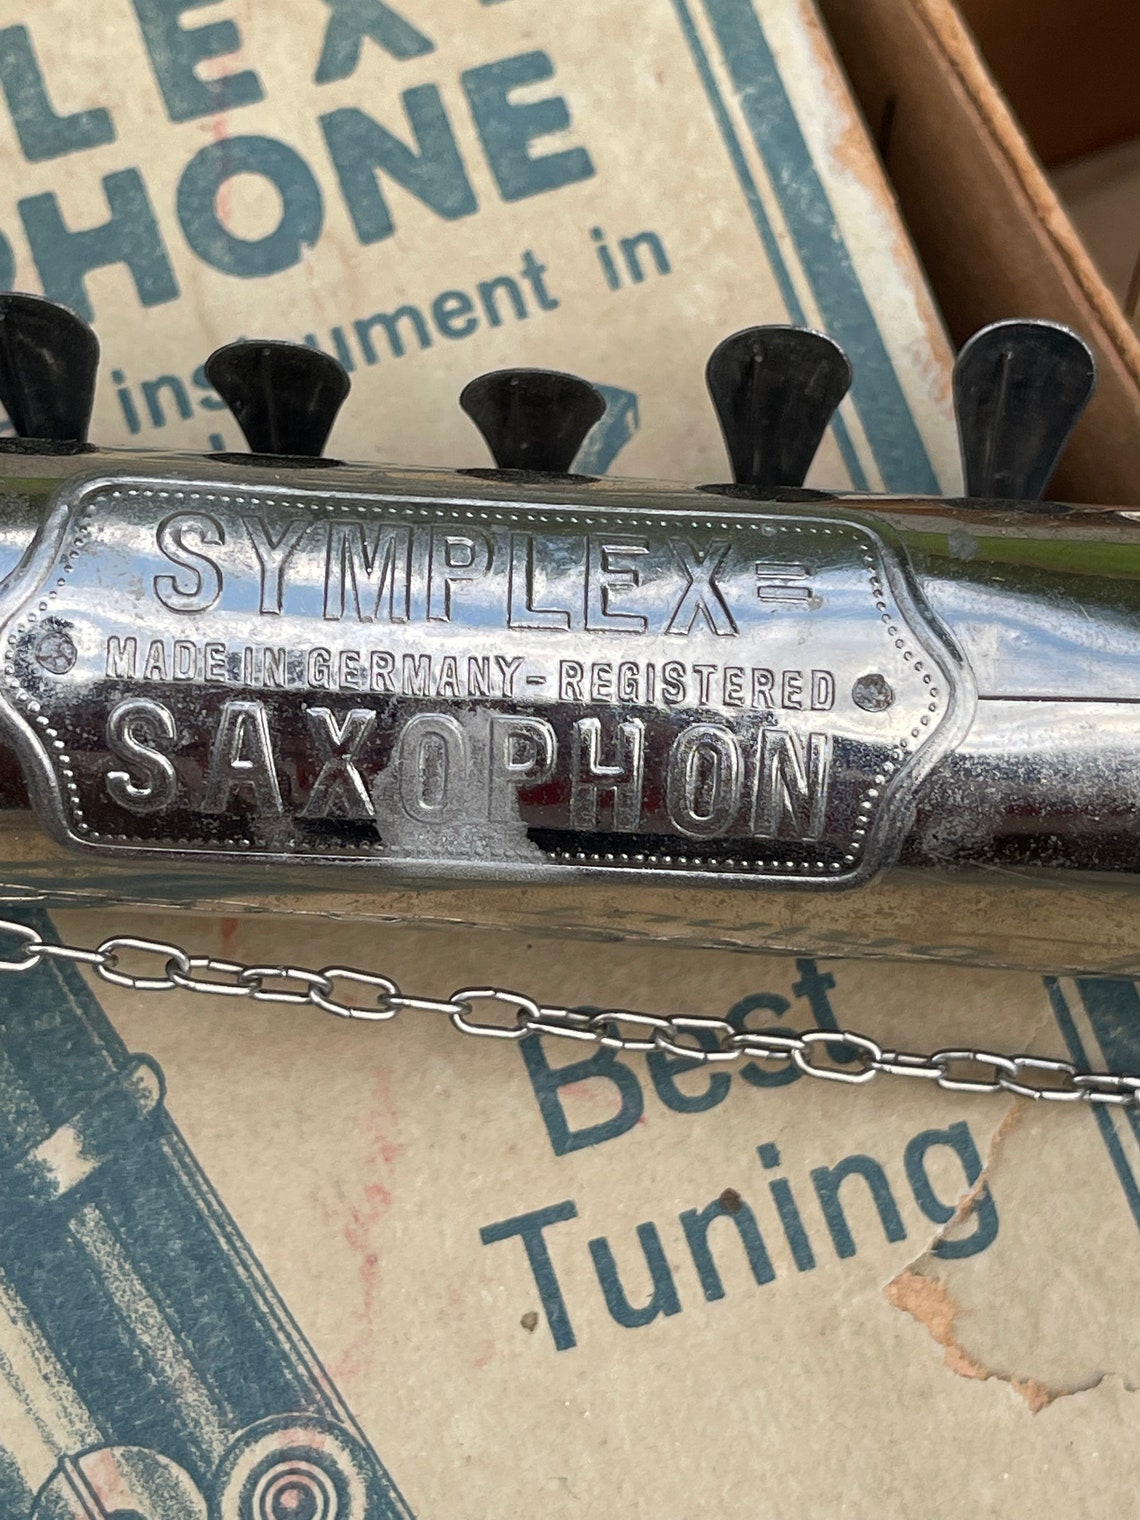 LEX
PHONE
instrument in
SYMPLEX=
MADE IN GERMANY-REGISTERED
SAXOPHON
Best
Tuning